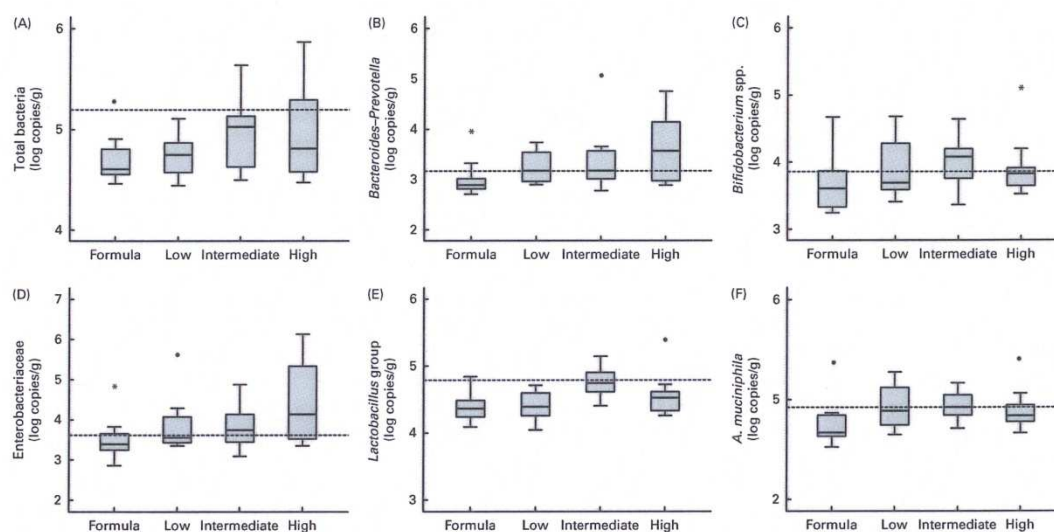 (A)
Total bacteria
(log copies/g)
6
5
4
Formula Low Intermediate High
(B)
Bacteroides–Prevotella
(log copies/g)
6
5
4
3
2
Formula Low Intermediate High
(C)
Bifidobacterium spp.
(log copies/g)
6
5
4
3
Formula Low Intermediate High
(D)
Enterobacteriaceae
(log copies/g)
7
6
5
4
3
2
Formula Low Intermediate High
(E)
Lactobacillus group
(log copies/g)
6
5
4
3
Formula Low Intermediate High
(F)
A. muciniphila
(log copies/g)
6
5
2
Formula Low Intermediate High